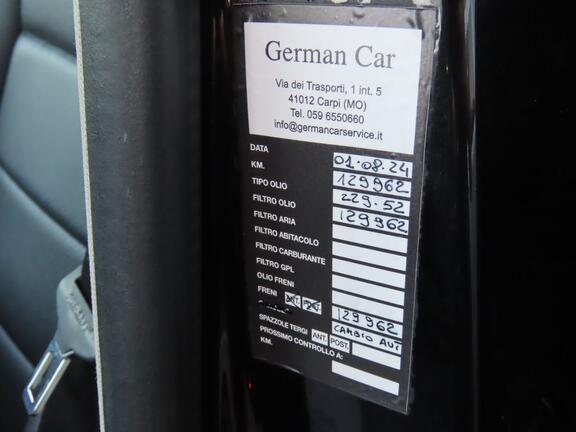 German Car
Via dei Trasporti, 1 int. 5
41012 Carpi (MO)
Tel. 059 6550660
info@germancarservice.it
DATA 01.08.24
KM. 129962
TIPO OLIO 229.52
FILTRO OLIO 129962
FILTRO ARIA
FILTRO ABITACOLO
FILTRO CARBURANTE
FILTRO GPL
OLIO FRENI
FRENI 129962
CAMBIO AUT
SPAZZOLE TERGI ANT. POST.
PROSSIMO CONTROLLO A:
KM.